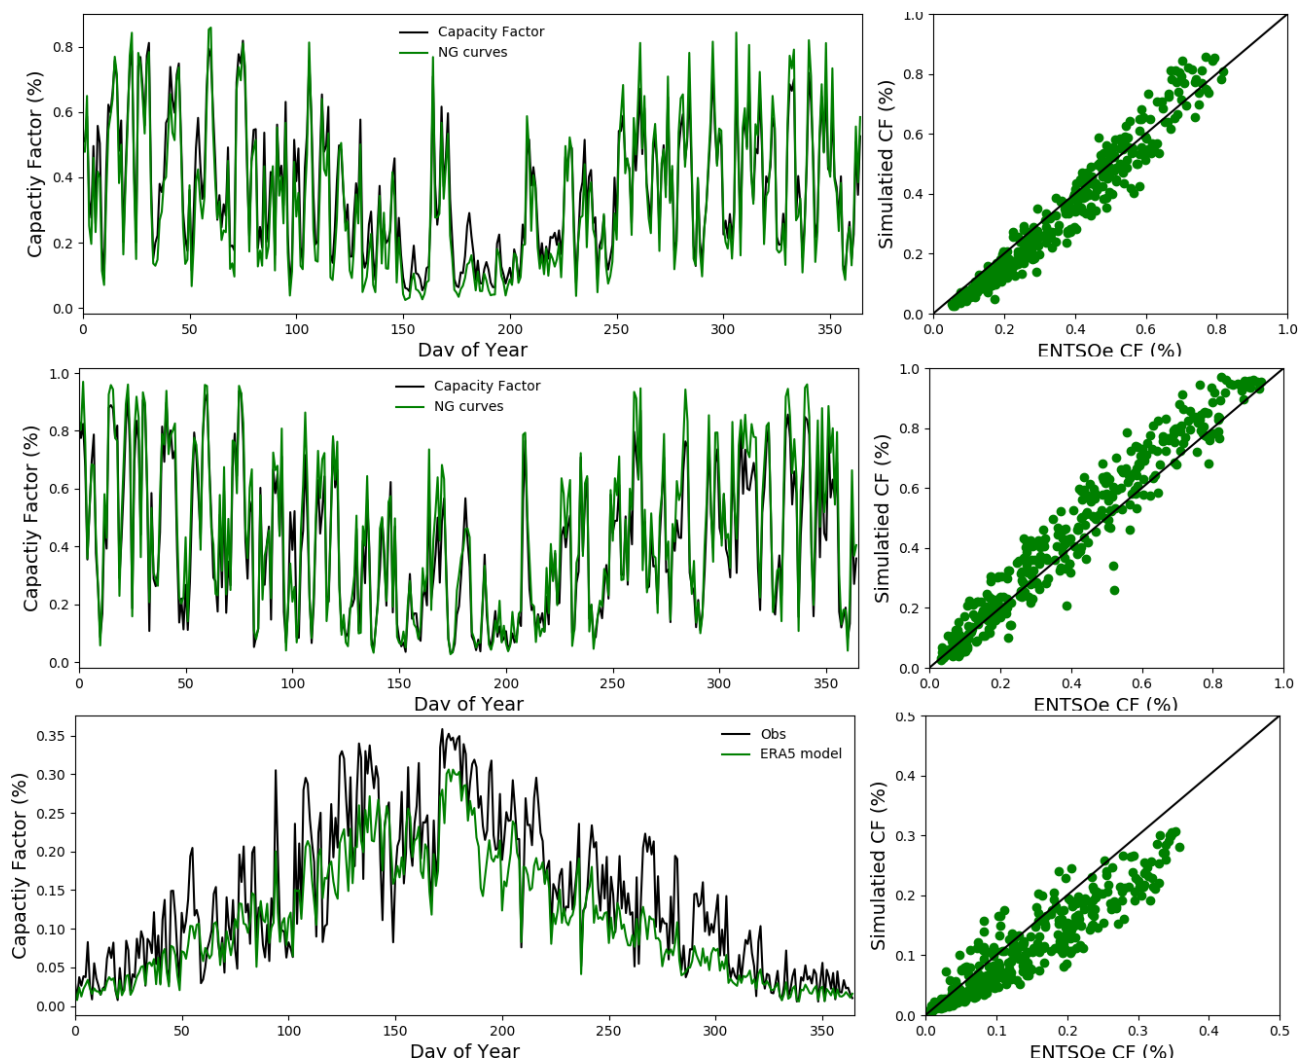 Capacity Factor
NG curves
Capactiy Factor (%)
0.8
0.6
0.4
0.2
0.0
0 50 100 150 200 250 300 350
Day of Year
1.0
0.8
0.6
0.4
0.2
0.0
Simulatied CF (%)
0.0 0.2 0.4 0.6 0.8 1.0
ENTSOe CF (%)
Capacity Factor
NG curves
Capactiy Factor (%)
1.0
0.8
0.6
0.4
0.2
0.0
0 50 100 150 200 250 300 350
Day of Year
1.0
0.8
0.6
0.4
0.2
0.0
Simulatied CF (%)
0.0 0.2 0.4 0.6 0.8 1.0
ENTSOe CF (%)
Obs
ERA5 model
Capactiy Factor (%)
0.35
0.30
0.25
0.20
0.15
0.10
0.05
0.00
0 50 100 150 200 250 300 350
Day of Year
0.5
0.4
0.3
0.2
0.1
0.0
Simulatied CF (%)
0.0 0.1 0.2 0.3 0.4 0.5
ENTSOe CF (%)